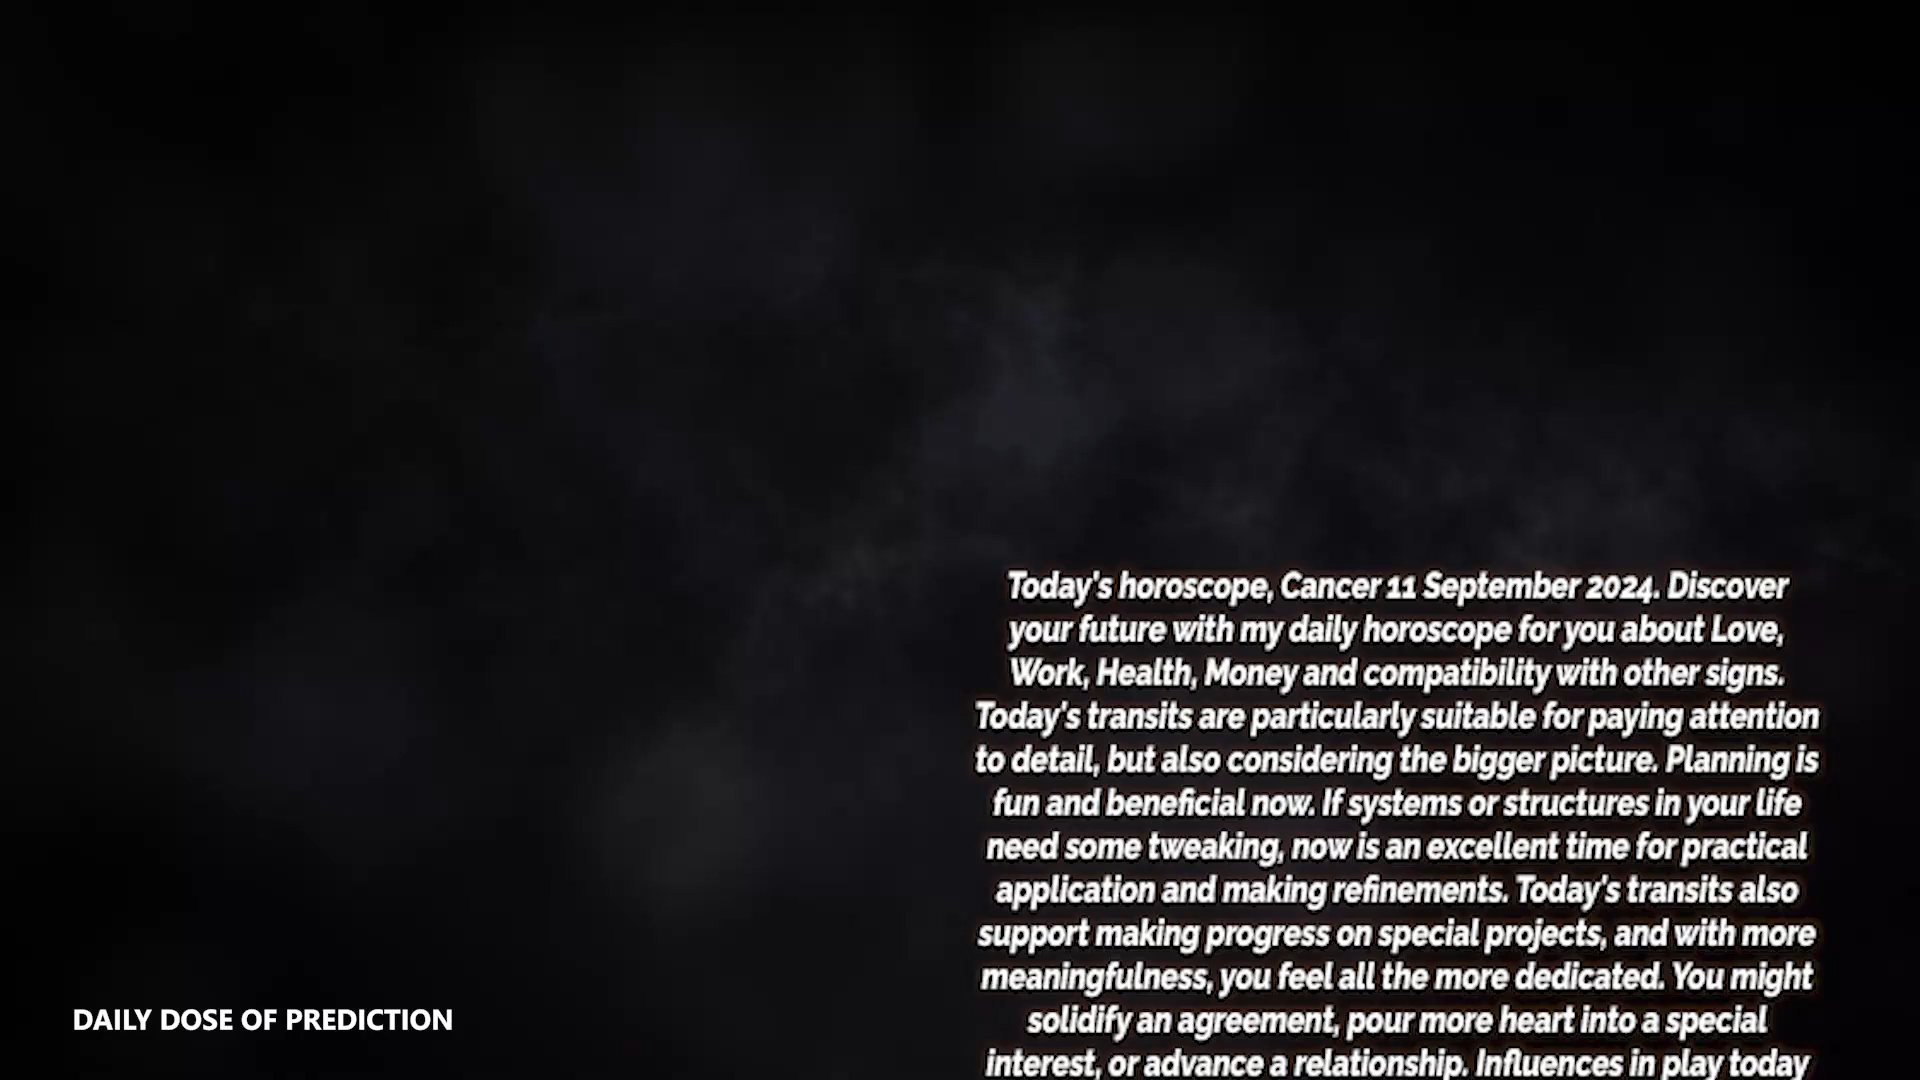 Today's horoscope, Cancer 11 September 2024. Discover
your future with my daily horoscope for you about Love,
Work, Health, Money and compatibility with other signs.
Today's transits are particularly suitable for paying attention
to detail, but also considering the bigger picture. Planning is
fun and beneficial now. If systems or structures in your life
need some tweaking, now is an excellent time for practical
application and making refinements. Today's transits also
support making progress on special projects, and with more
meaningfulness, you feel all the more dedicated. You might
solidify an agreement, pour more heart into a special
interest, or advance a relationship. Influences in play today
DAILY DOSE OF PREDICTION